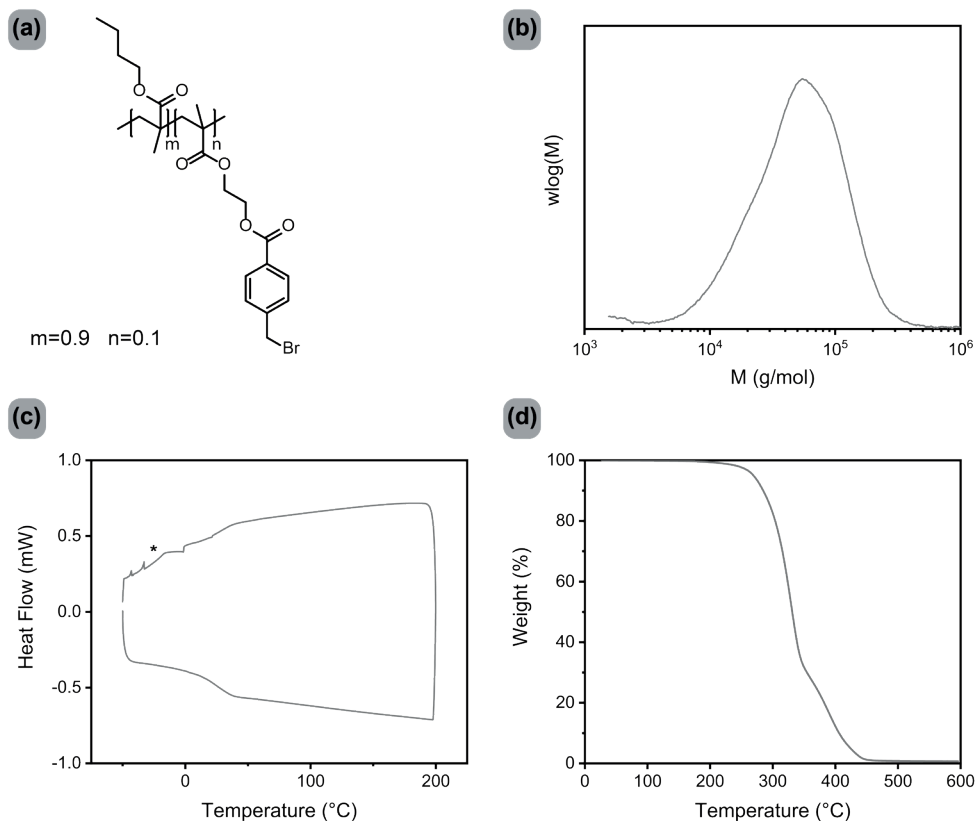 (a)
O
O
m
n
O
O
O
O
Br
m=0.9 n=0.1
(b)
wlog(M)
10³ 10⁴ 10⁵ 10⁶
M (g/mol)
(c)
1.0
0.5
0.0
-0.5
-1.0
*
Heat Flow (mW)
0 100 200
Temperature (°C)
(d)
100
80
60
40
20
0
Weight (%)
0 100 200 300 400 500 600
Temperature (°C)